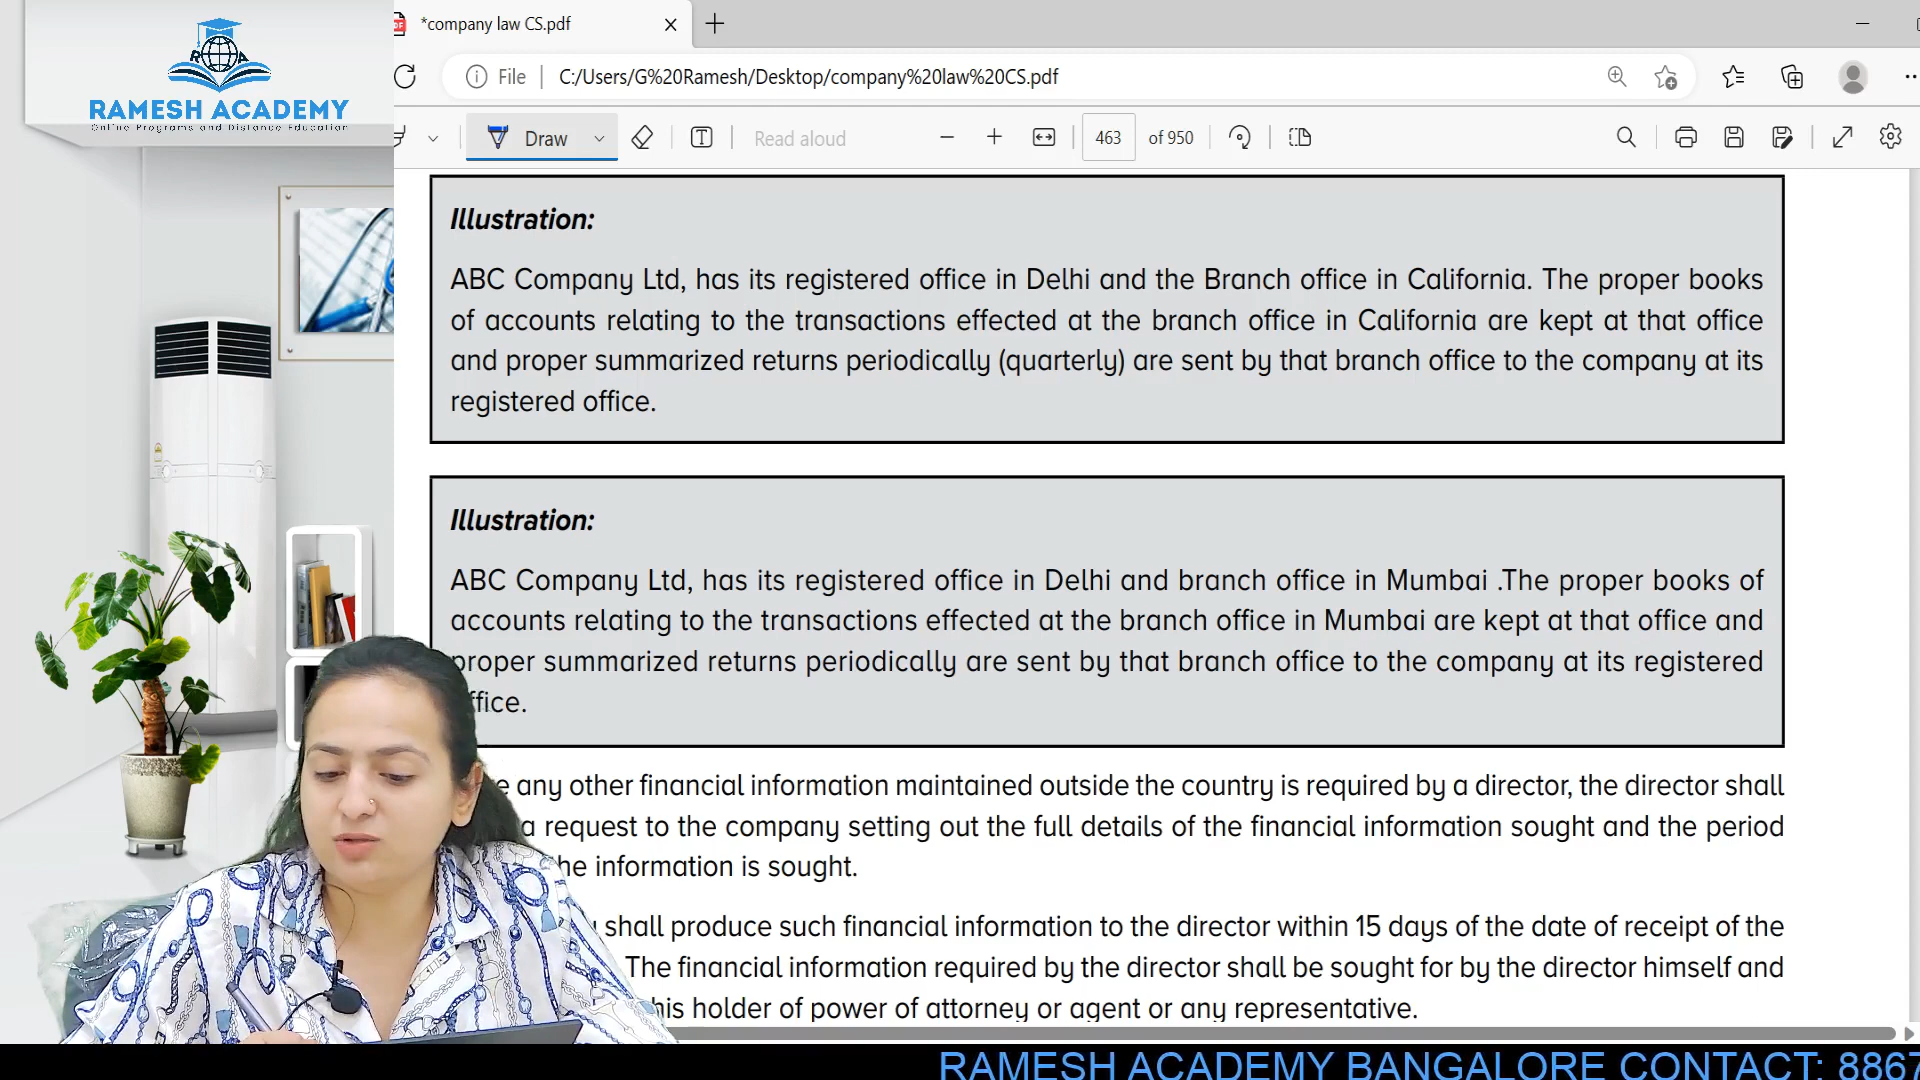 *company law CS.pdf
File
C:/Users/G%20Ramesh/Desktop/company%20law%20CS.pdf
RAMESH ACADEMY
Online Programs and Distance Education
Draw
Read aloud
463
of 950
Illustration:
ABC Company Ltd, has its registered office in Delhi and the Branch office in California. The proper books
of accounts relating to the transactions effected at the branch office in California are kept at that office
and proper summarized returns periodically (quarterly) are sent by that branch office to the company at its
registered office.
Illustration:
ABC Company Ltd, has its registered office in Delhi and branch office in Mumbai .The proper books of
accounts relating to the transactions effected at the branch office in Mumbai are kept at that office and
proper summarized returns periodically are sent by that branch office to the company at its registered
ffice.
e any other financial information maintained outside the country is required by a director, the director shall
a request to the company setting out the full details of the financial information sought and the period
he information is sought.
shall produce such financial information to the director within 15 days of the date of receipt of the
The financial information required by the director shall be sought for by the director himself and
his holder of power of attorney or agent or any representative.
RAMESH ACADEMY BANGALORE CONTACT: 8867